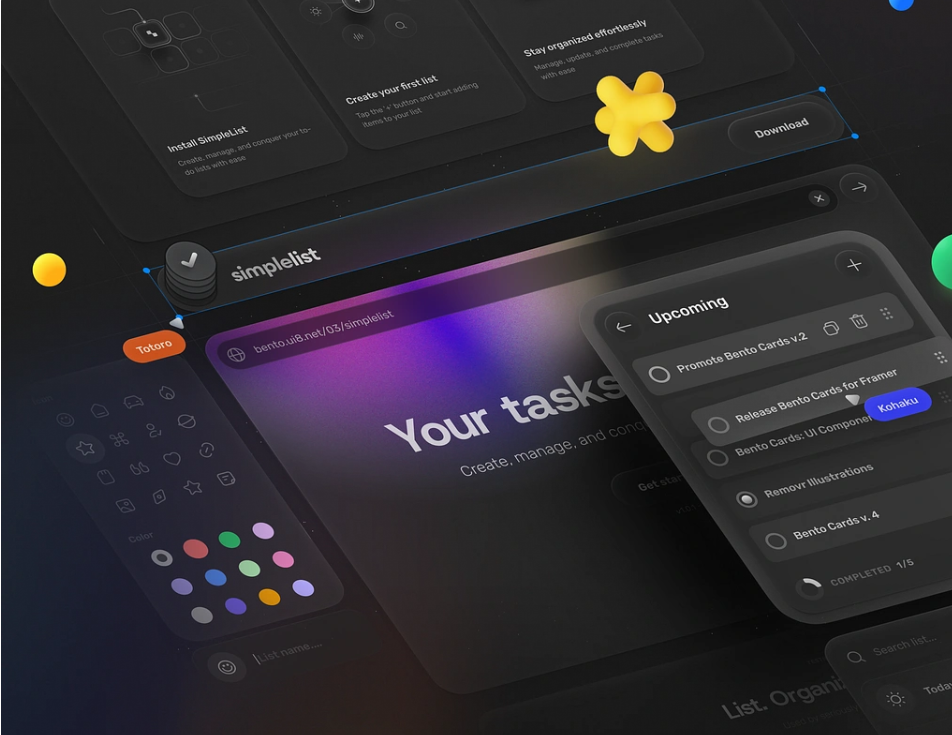 Install SimpleList
Create, manage, and conquer your to-
do lists with ease
Create your first list
Tap the '+' button and start adding
items to your list
Stay organized effortlessly
Manage, update, and complete tasks
with ease
Download
simplelist
bento.ui8.net/03/simplelist
Totoro
Your tasks
Create, manage, and conq
Get star
Color
List name....
Upcoming
Promote Bento Cards v.2
Release Bento Cards for Framer
Kohaku
Bento Cards: UI Componen
Removr Illustrations
Bento Cards v. 4
COMPLETED 1/5
Search list...
Today
List. Organi